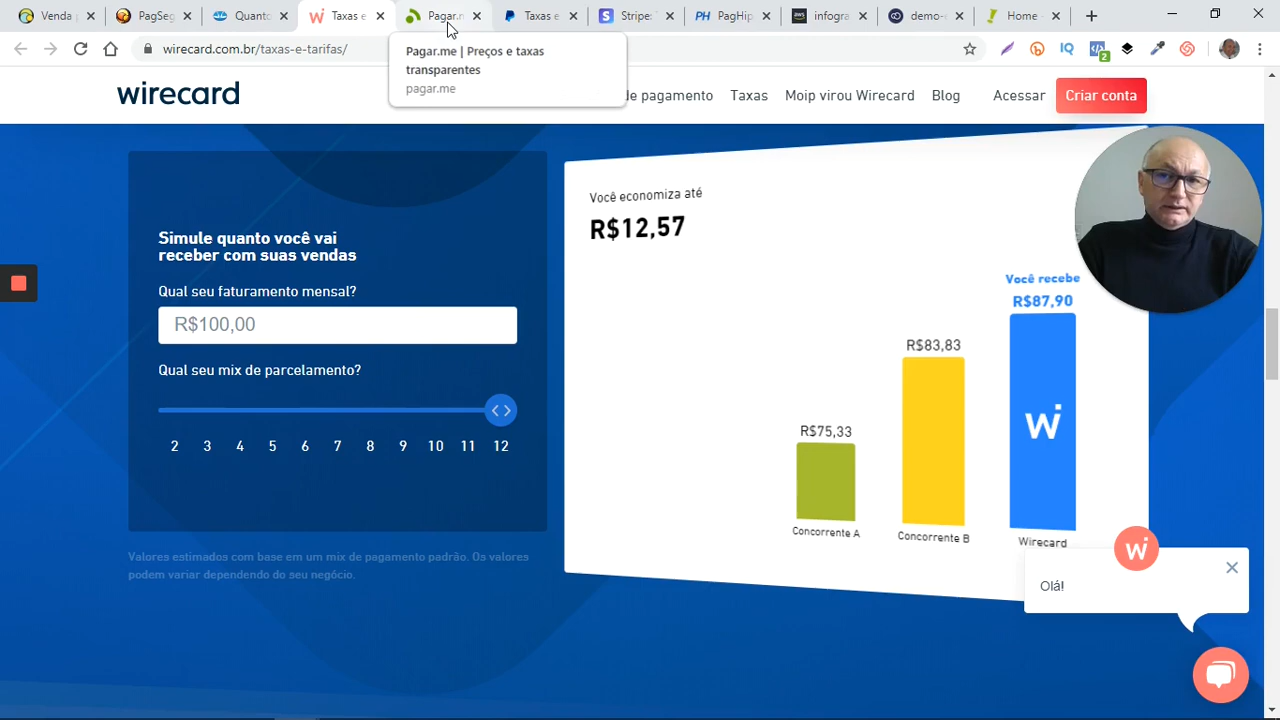 Venda
PagSeg
Quanto
Taxas e
Pagar.n
Taxas e
Stripe:
PagHip
infogra
demo-e
Home:
wirecard.com.br/taxas-e-tarifas/
Pagar.me | Preços e taxas
transparentes
pagar.me
IQ
2
wirecard
de pagamento
Taxas
Moip virou Wirecard
Blog
Acessar
Criar conta
Simule quanto você vai
receber com suas vendas
Qual seu faturamento mensal?
R$100,00
Qual seu mix de parcelamento?
2 3 4 5 6 7 8 9 10 11 12
Valores estimados com base em um mix de pagamento padrão. Os valores
podem variar dependendo do seu negócio.
Você economiza até
R$12,57
Você recebe
R$87,90
R$83,83
R$75,33
Concorrente A
Concorrente B
Wirecard
Olá!